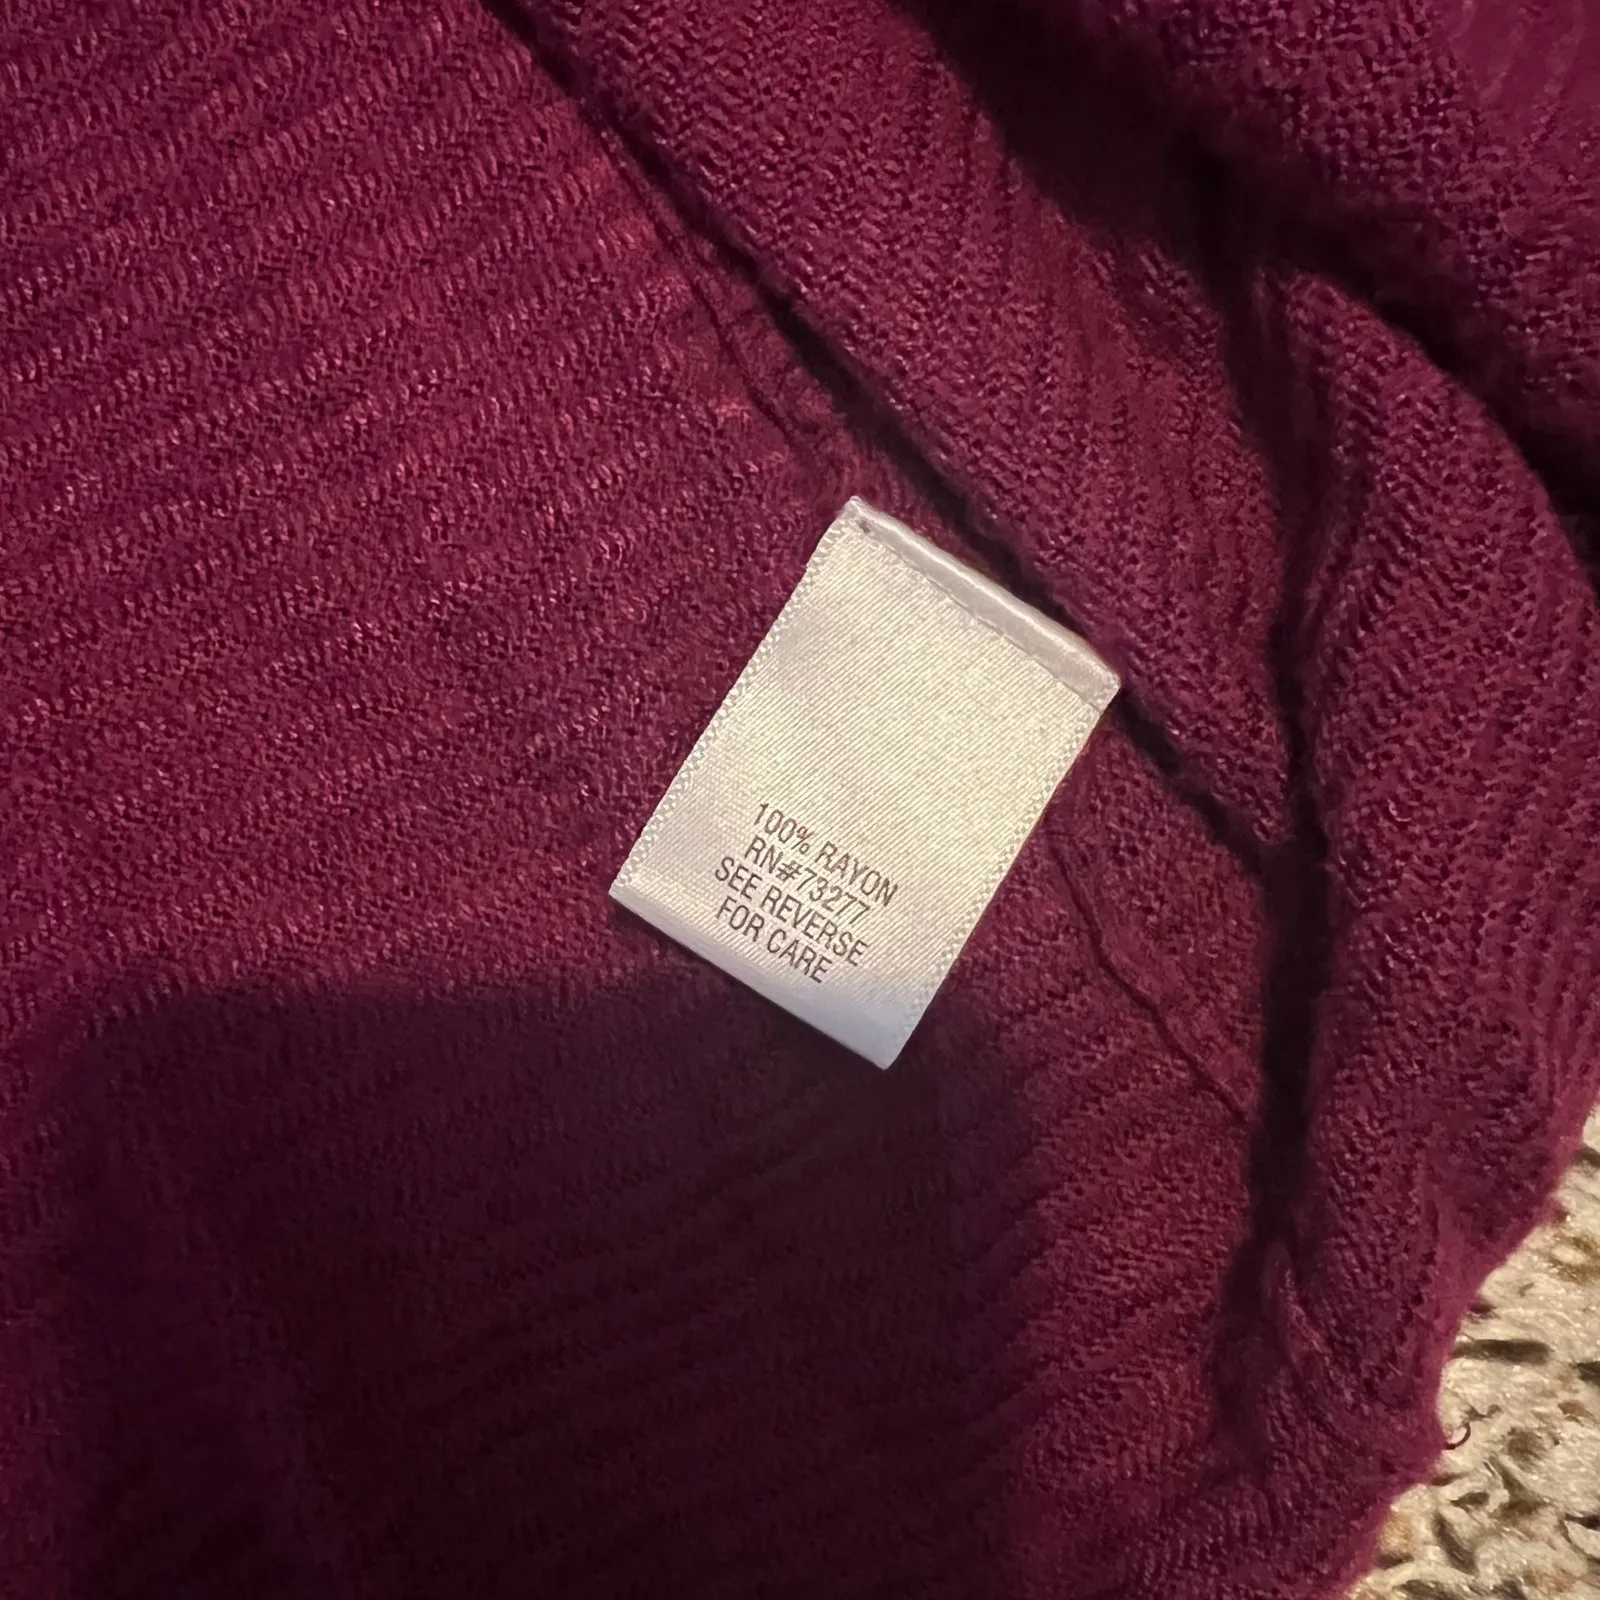 100% RAYON
RN#73277
SEE REVERSE
FOR CARE